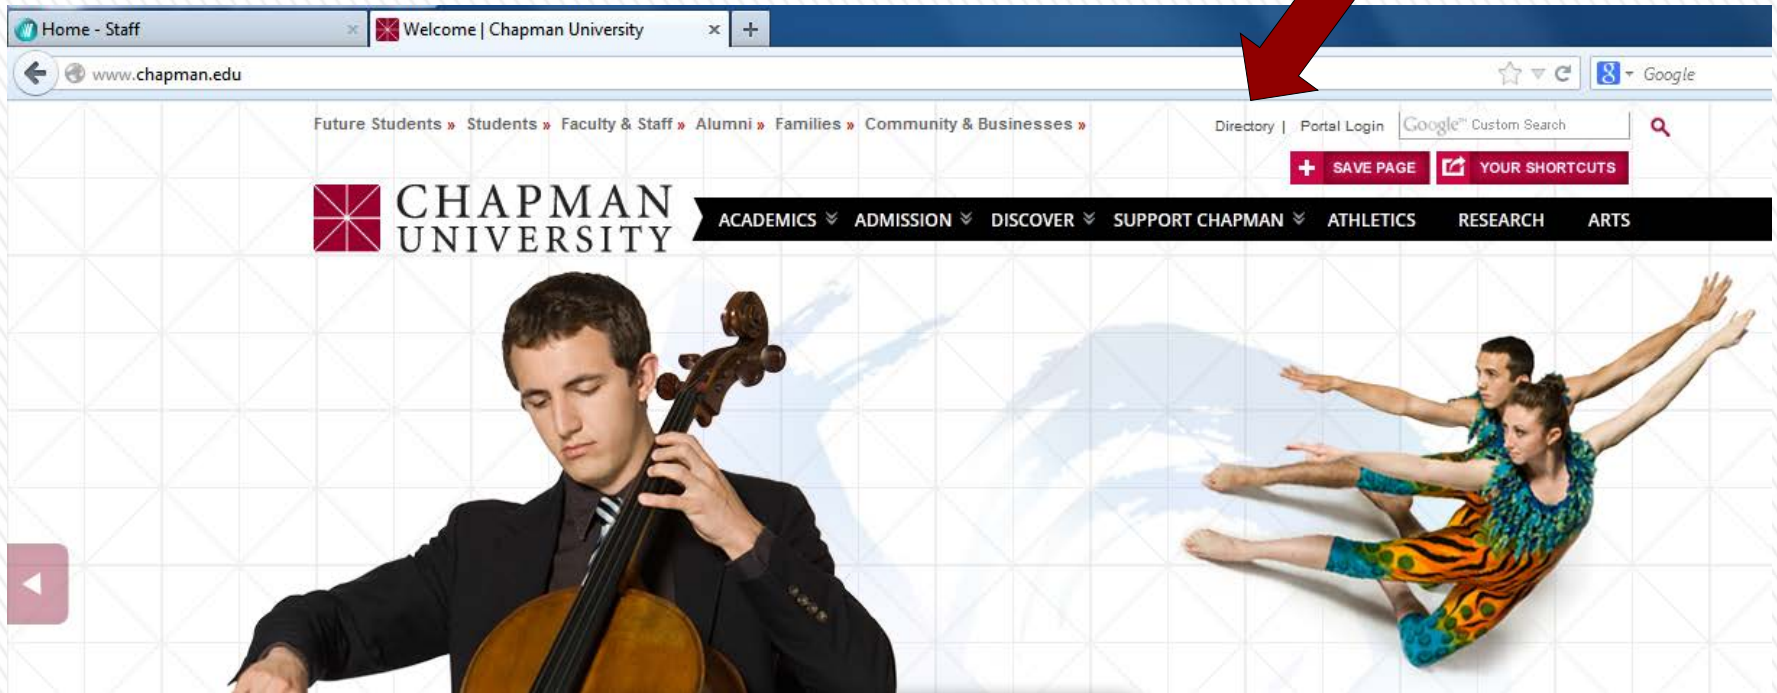 Home - Staff
Welcome | Chapman University
www.chapman.edu
Google
Future Students » Students » Faculty & Staff » Alumni » Families » Community & Businesses »
Directory | Portal Login Google™ Custom Search
SAVE PAGE YOUR SHORTCUTS
CHAPMAN
UNIVERSITY
ACADEMICS ADMISSION DISCOVER SUPPORT CHAPMAN ATHLETICS RESEARCH ARTS